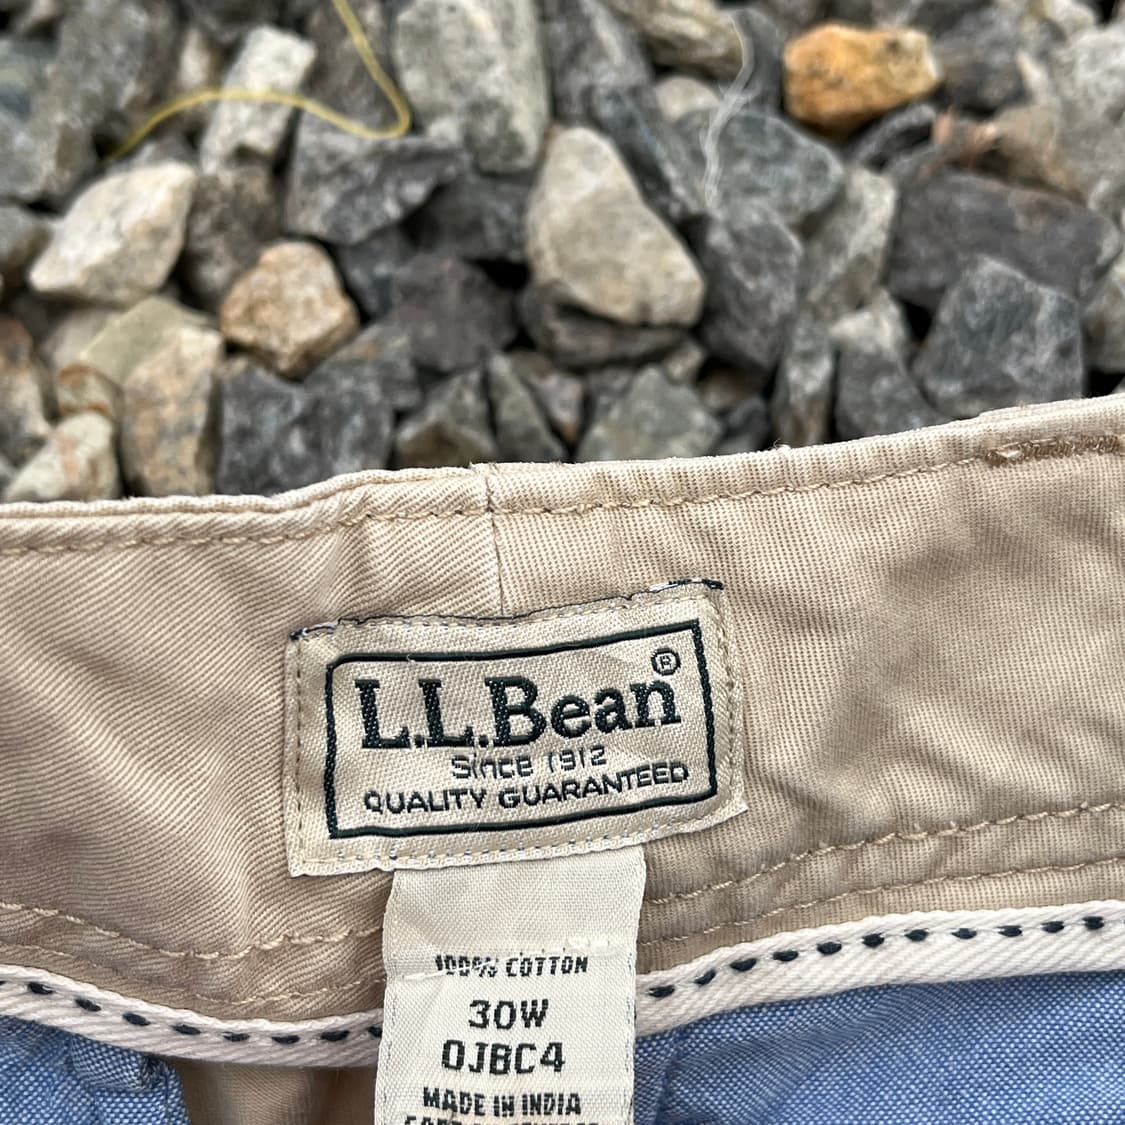 L.L.Bean®
Since 1912
QUALITY GUARANTEED
100% COTTON
30W
0JBC4
MADE IN INDIA